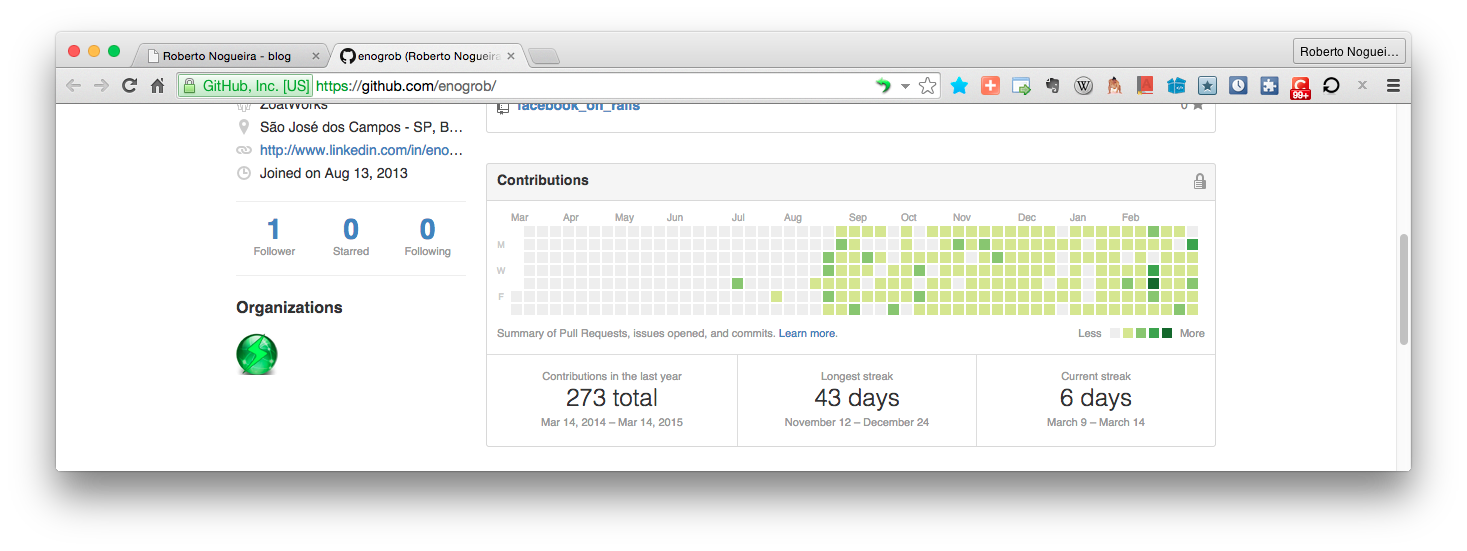 Roberto Nogueira - blog
enogrob (Roberto Nogueira
Roberto Noguei...
GitHub, Inc. [US] https://github.com/enogrob/
99+
ZoatWorks
São José dos Campos - SP, B...
http://www.linkedin.com/in/eno...
Joined on Aug 13, 2013
1 0 0
Follower Starred Following
Organizations
facebook_on_rails 0
Contributions
Mar Apr May Jun Jul Aug Sep Oct Nov Dec Jan Feb
M
W
F
Summary of Pull Requests, issues opened, and commits. Learn more. Less More
Contributions in the last year
273 total
Mar 14, 2014 – Mar 14, 2015
Longest streak
43 days
November 12 – December 24
Current streak
6 days
March 9 – March 14